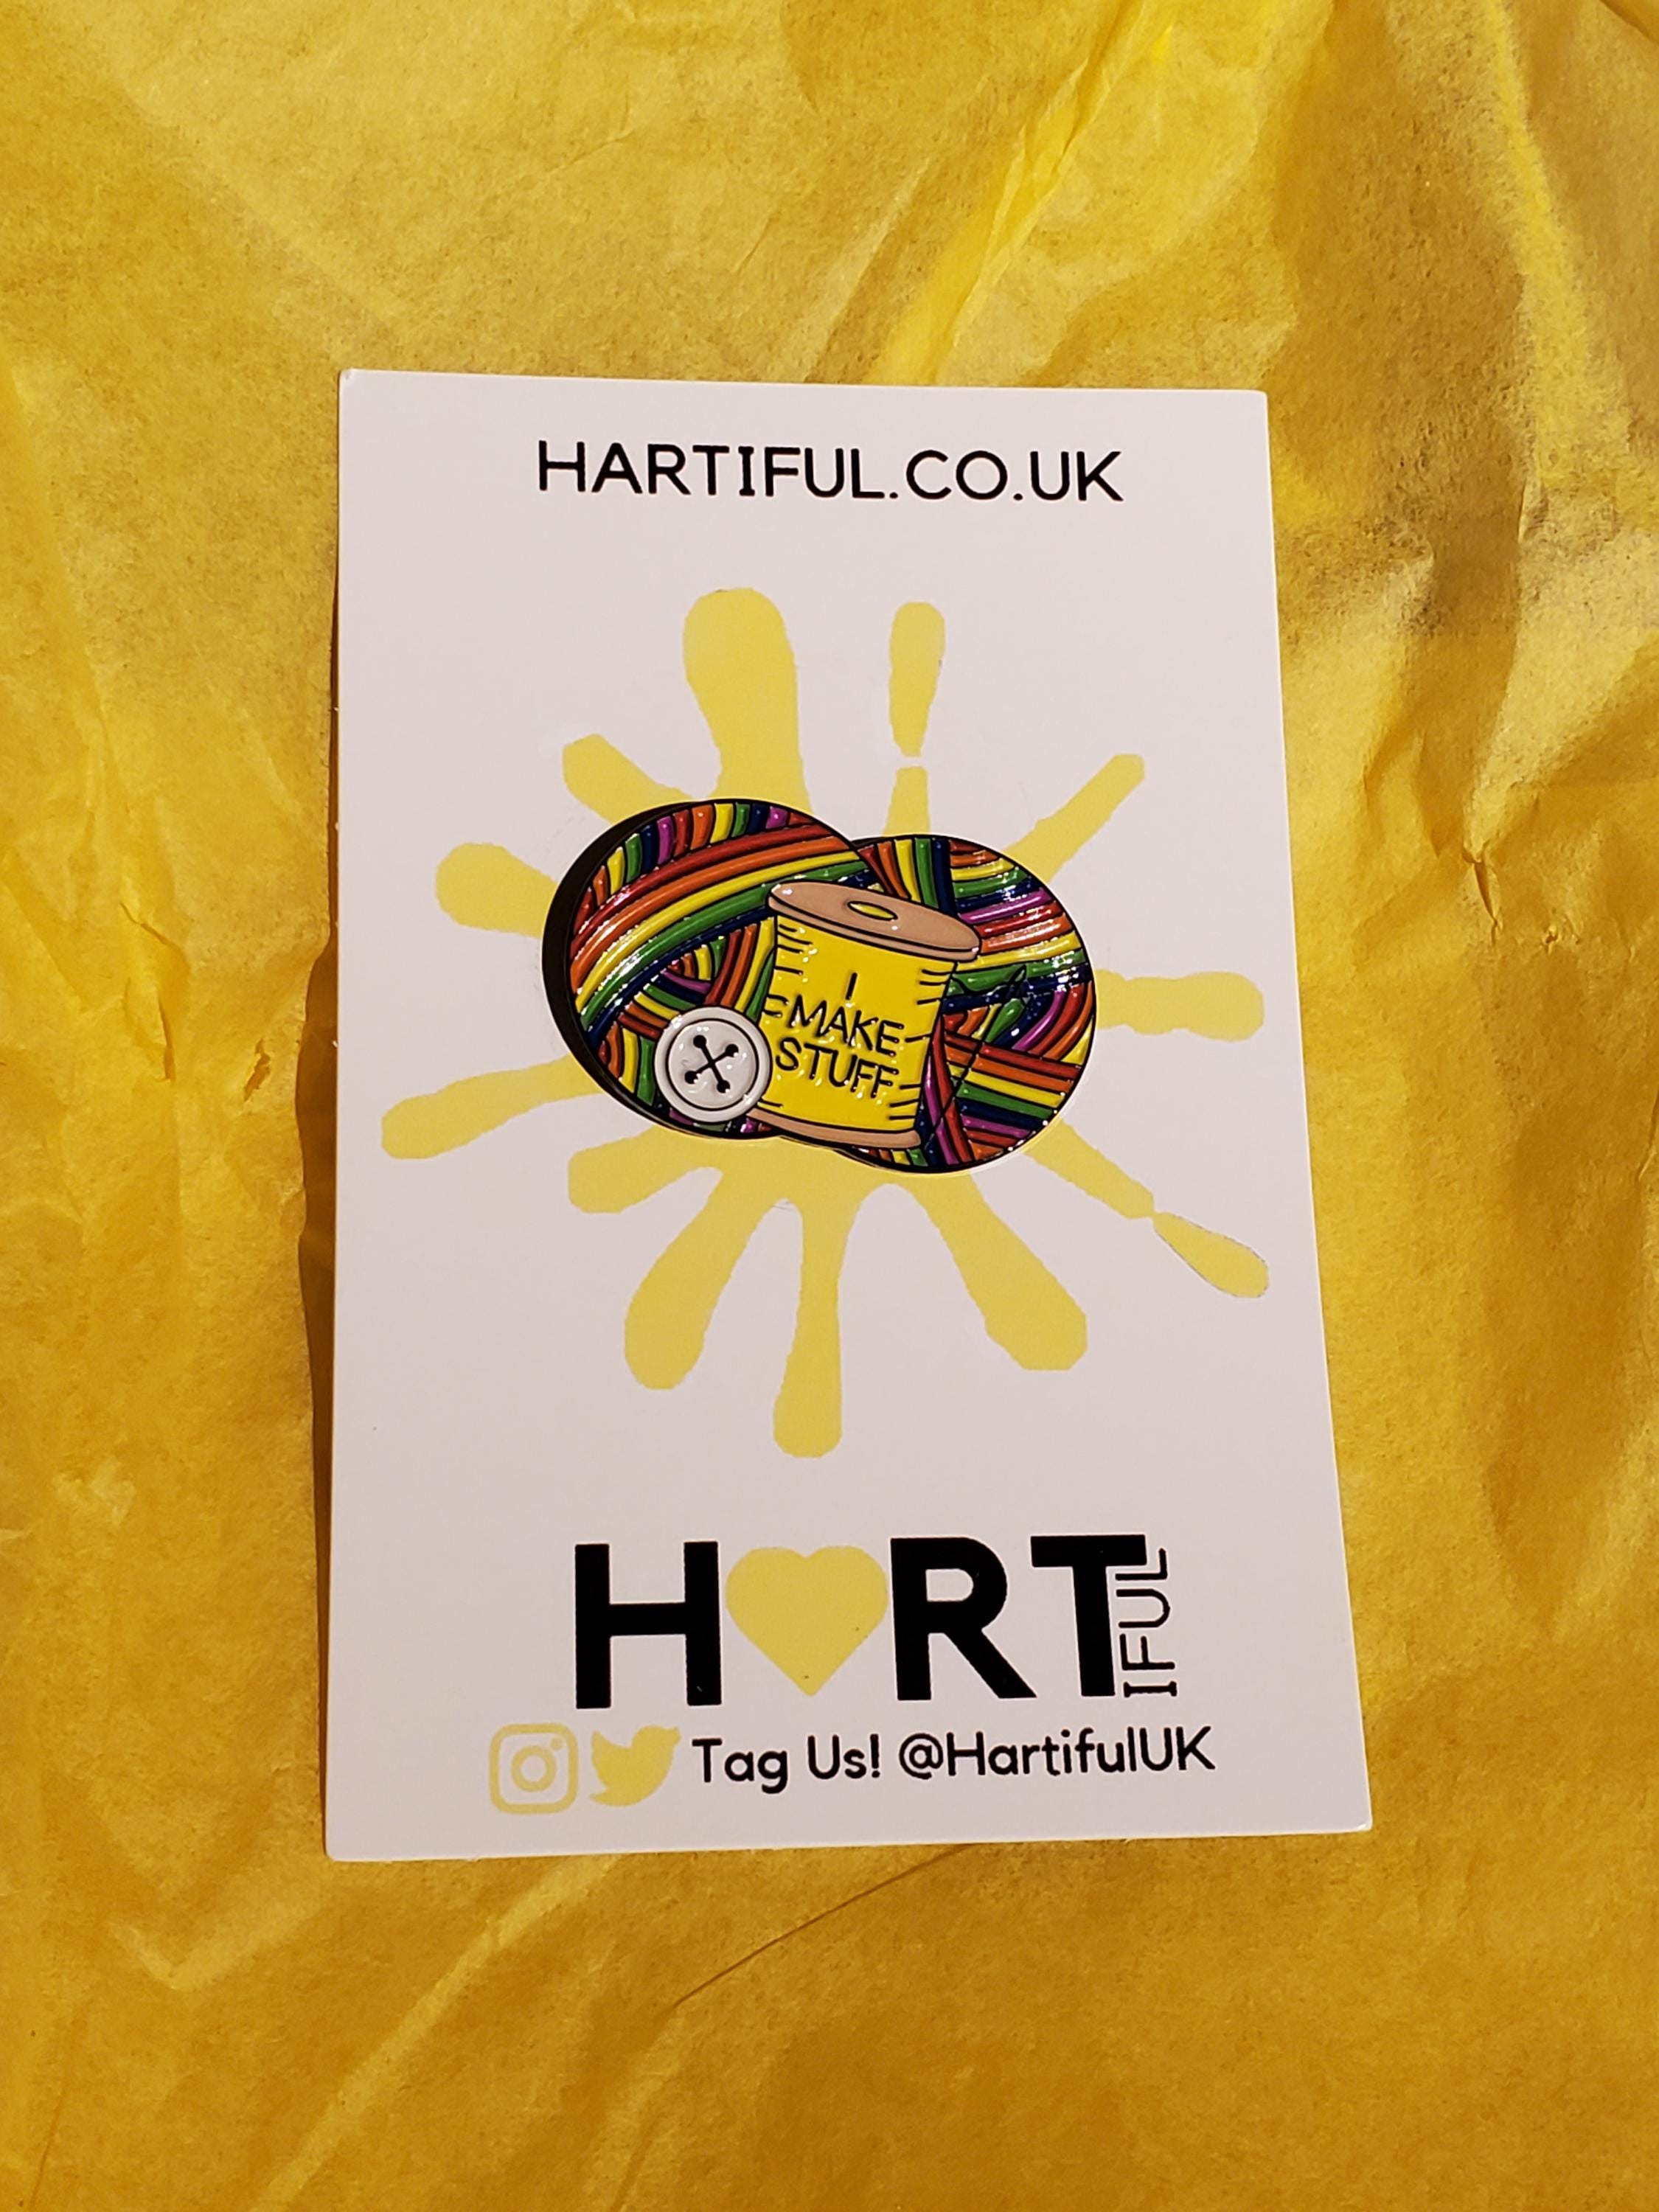 HARTIFUL.CO.UK
I
MAKE
STUFF
H RT
IFUL
Tag Us! @HartifulUK